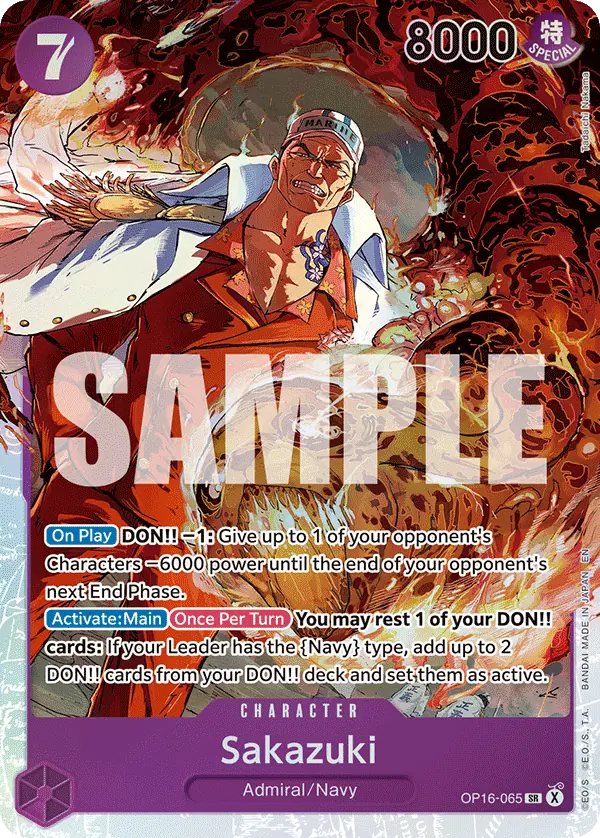 7
8000
特
SPECIAL
Tadaichi Nakama
MARINE
SAMPLE
On Play DON!! −1: Give up to 1 of your opponent's
Characters −6000 power until the end of your opponent's
next End Phase.
Activate:Main Once Per Turn You may rest 1 of your DON!!
cards: If your Leader has the {Navy} type, add up to 2
DON!! cards from your DON!! deck and set them as active.
CHARACTER
Sakazuki
Admiral/Navy
OP16-065 SR X
©E.O./S, T.A. BANDAI MADE IN JAPAN EN
©EO/S